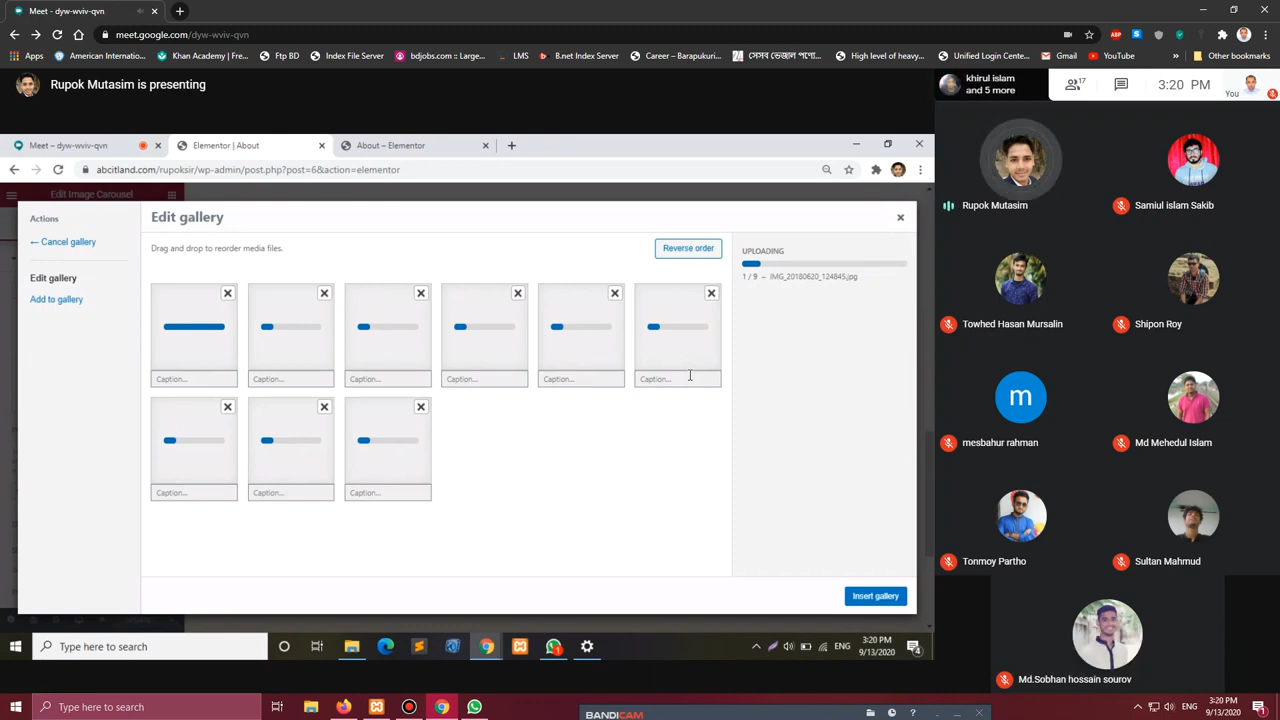 Meet - dyw-wviv-qvn
meet.google.com/dyw-wviv-qvn
Apps
American Internatio...
Khan Academy | Fre...
Ftp BD
Index File Server
bdjobs.com | Largest...
LMS
B.net Index Server
Career – Barapukuri...
সেসব ভেজাল পণ্যে...
High level of heavy...
Unified Login Cente...
Gmail
YouTube
»
Other bookmarks
Rupok Mutasim is presenting
khirul islam
and 5 more
17
3:20 PM
You
Meet – dyw-wviv-qvn
Elementor | About
About – Elementor
abcitland.com/rupoksir/wp-admin/post.php?post=6&action=elementor
Edit Image Carousel
Actions
← Cancel gallery
Edit gallery
Add to gallery
Edit gallery
Drag and drop to reorder media files.
Reverse order
UPLOADING
1 / 9 – IMG_20180620_124845.jpg
Caption... Caption... Caption... Caption... Caption... Caption...
Caption... Caption... Caption...
Insert gallery
Rupok Mutasim
Samiul islam Sakib
Towhed Hasan Mursalin
Shipon Roy
m
mesbahur rahman
Md Mehedul Islam
Tonmoy Partho
Sultan Mahmud
Md.Sobhan hossain sourov
Type here to search
ENG
3:20 PM
9/13/2020
4
Type here to search
BANDICAM
ENG
3:20 PM
9/13/2020
1